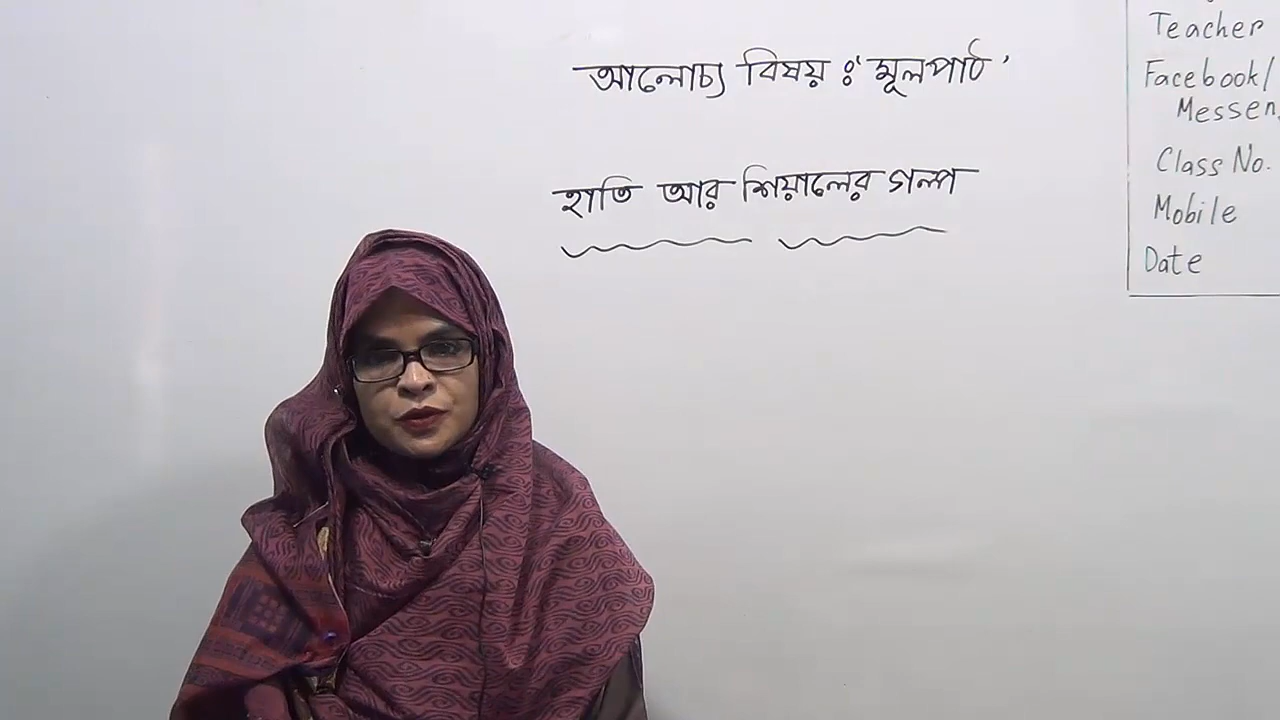 আলোচ্য বিষয় ঃ ‘মূলপাঠ’
হাতি আর শিয়ালের গল্প
Teacher
Facebook/
Messen
Class No.
Mobile
Date